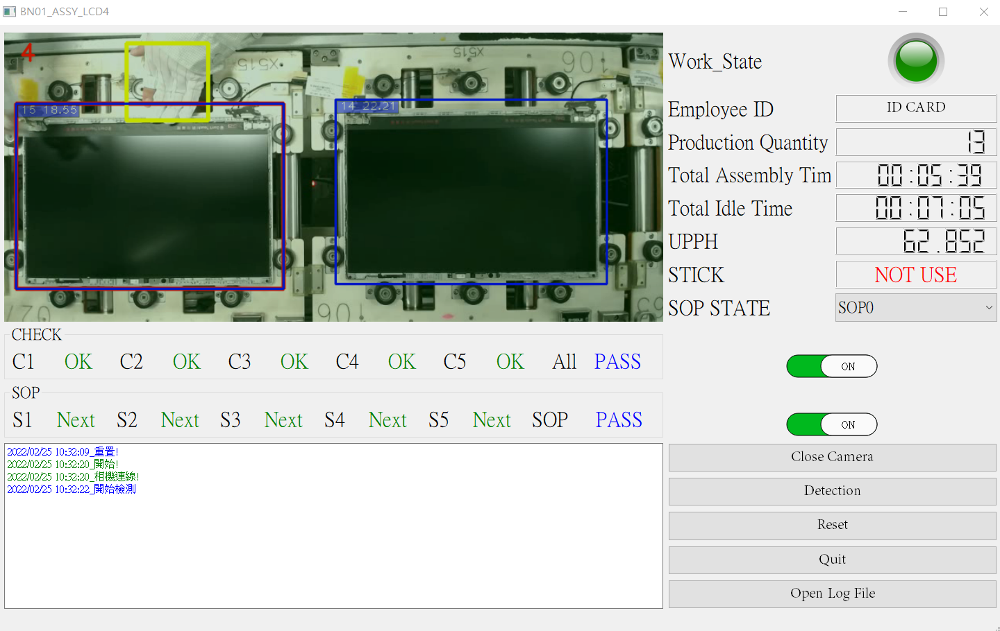 BN01_ASSY_LCD4
4
X515
X515
106
15 18.55
14 22.21
CHECK
C1 OK C2 OK C3 OK C4 OK C5 OK All PASS
SOP
S1 Next S2 Next S3 Next S4 Next S5 Next SOP PASS
2022/02/25 10:32:09_重置!
2022/02/25 10:32:20_開始!
2022/02/25 10:32:20_相機連線!
2022/02/25 10:32:22_開始檢測
Work_State
Employee ID ID CARD
Production Quantity 13
Total Assembly Tim 00:05:39
Total Idle Time 00:07:05
UPPH 62.852
STICK NOT USE
SOP STATE SOP0
ON
ON
Close Camera
Detection
Reset
Quit
Open Log File